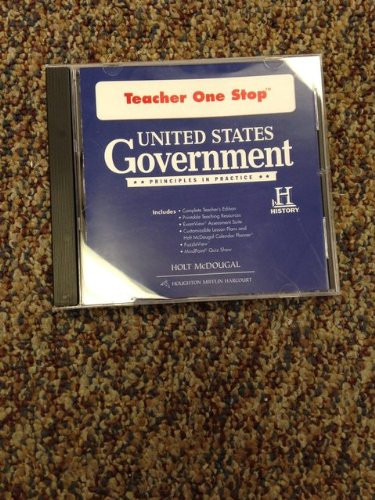 Teacher One Stop™
UNITED STATES
Government
★★ PRINCIPLES IN PRACTICE ★★
H
HISTORY
Includes:
• Complete Teacher's Edition
• Printable Teaching Resources
• ExamView® Assessment Suite
• Customizable Lesson Plans and
Holt McDougal Calendar Planner
• PuzzleView™
• MindPoint® Quiz Show
HOLT McDOUGAL
HOUGHTON MIFFLIN HARCOURT